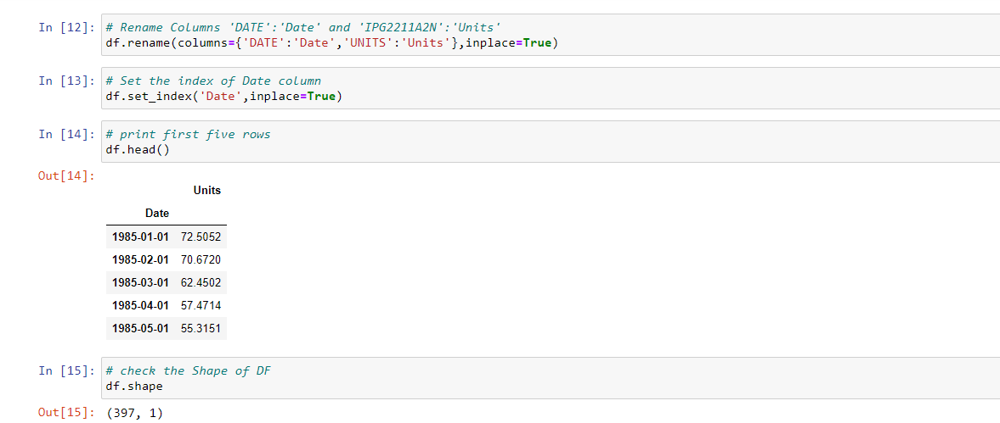 In [12]: # Rename Columns 'DATE':'Date' and 'IPG2211A2N':'Units'
df.rename(columns={'DATE':'Date','UNITS':'Units'},inplace=True)
In [13]: # Set the index of Date column
df.set_index('Date',inplace=True)
In [14]: # print first five rows
df.head()
Out[14]:
Units
Date
1985-01-01 72.5052
1985-02-01 70.6720
1985-03-01 62.4502
1985-04-01 57.4714
1985-05-01 55.3151
In [15]: # check the Shape of DF
df.shape
Out[15]: (397, 1)